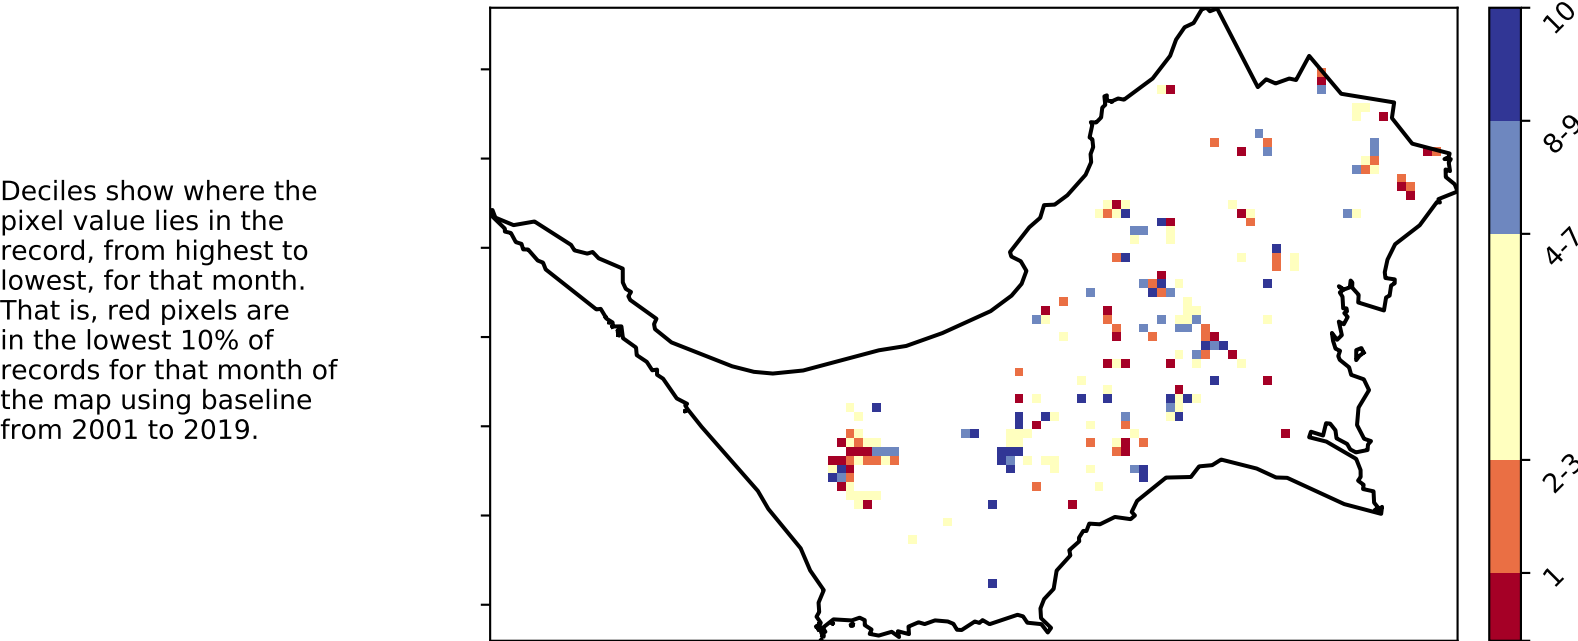 Deciles show where the
pixel value lies in the
record, from highest to
lowest, for that month.
That is, red pixels are
in the lowest 10% of
records for that month of
the map using baseline
from 2001 to 2019.
10
8-9
4-7
2-3
1